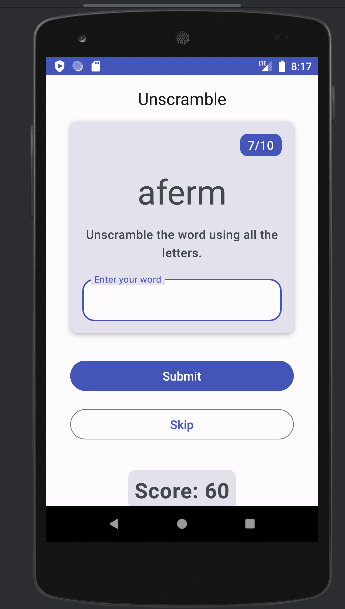 LTE 8:17
Unscramble
7/10
aferm
Unscramble the word using all the
letters.
Enter your word
Submit
Skip
Score: 60